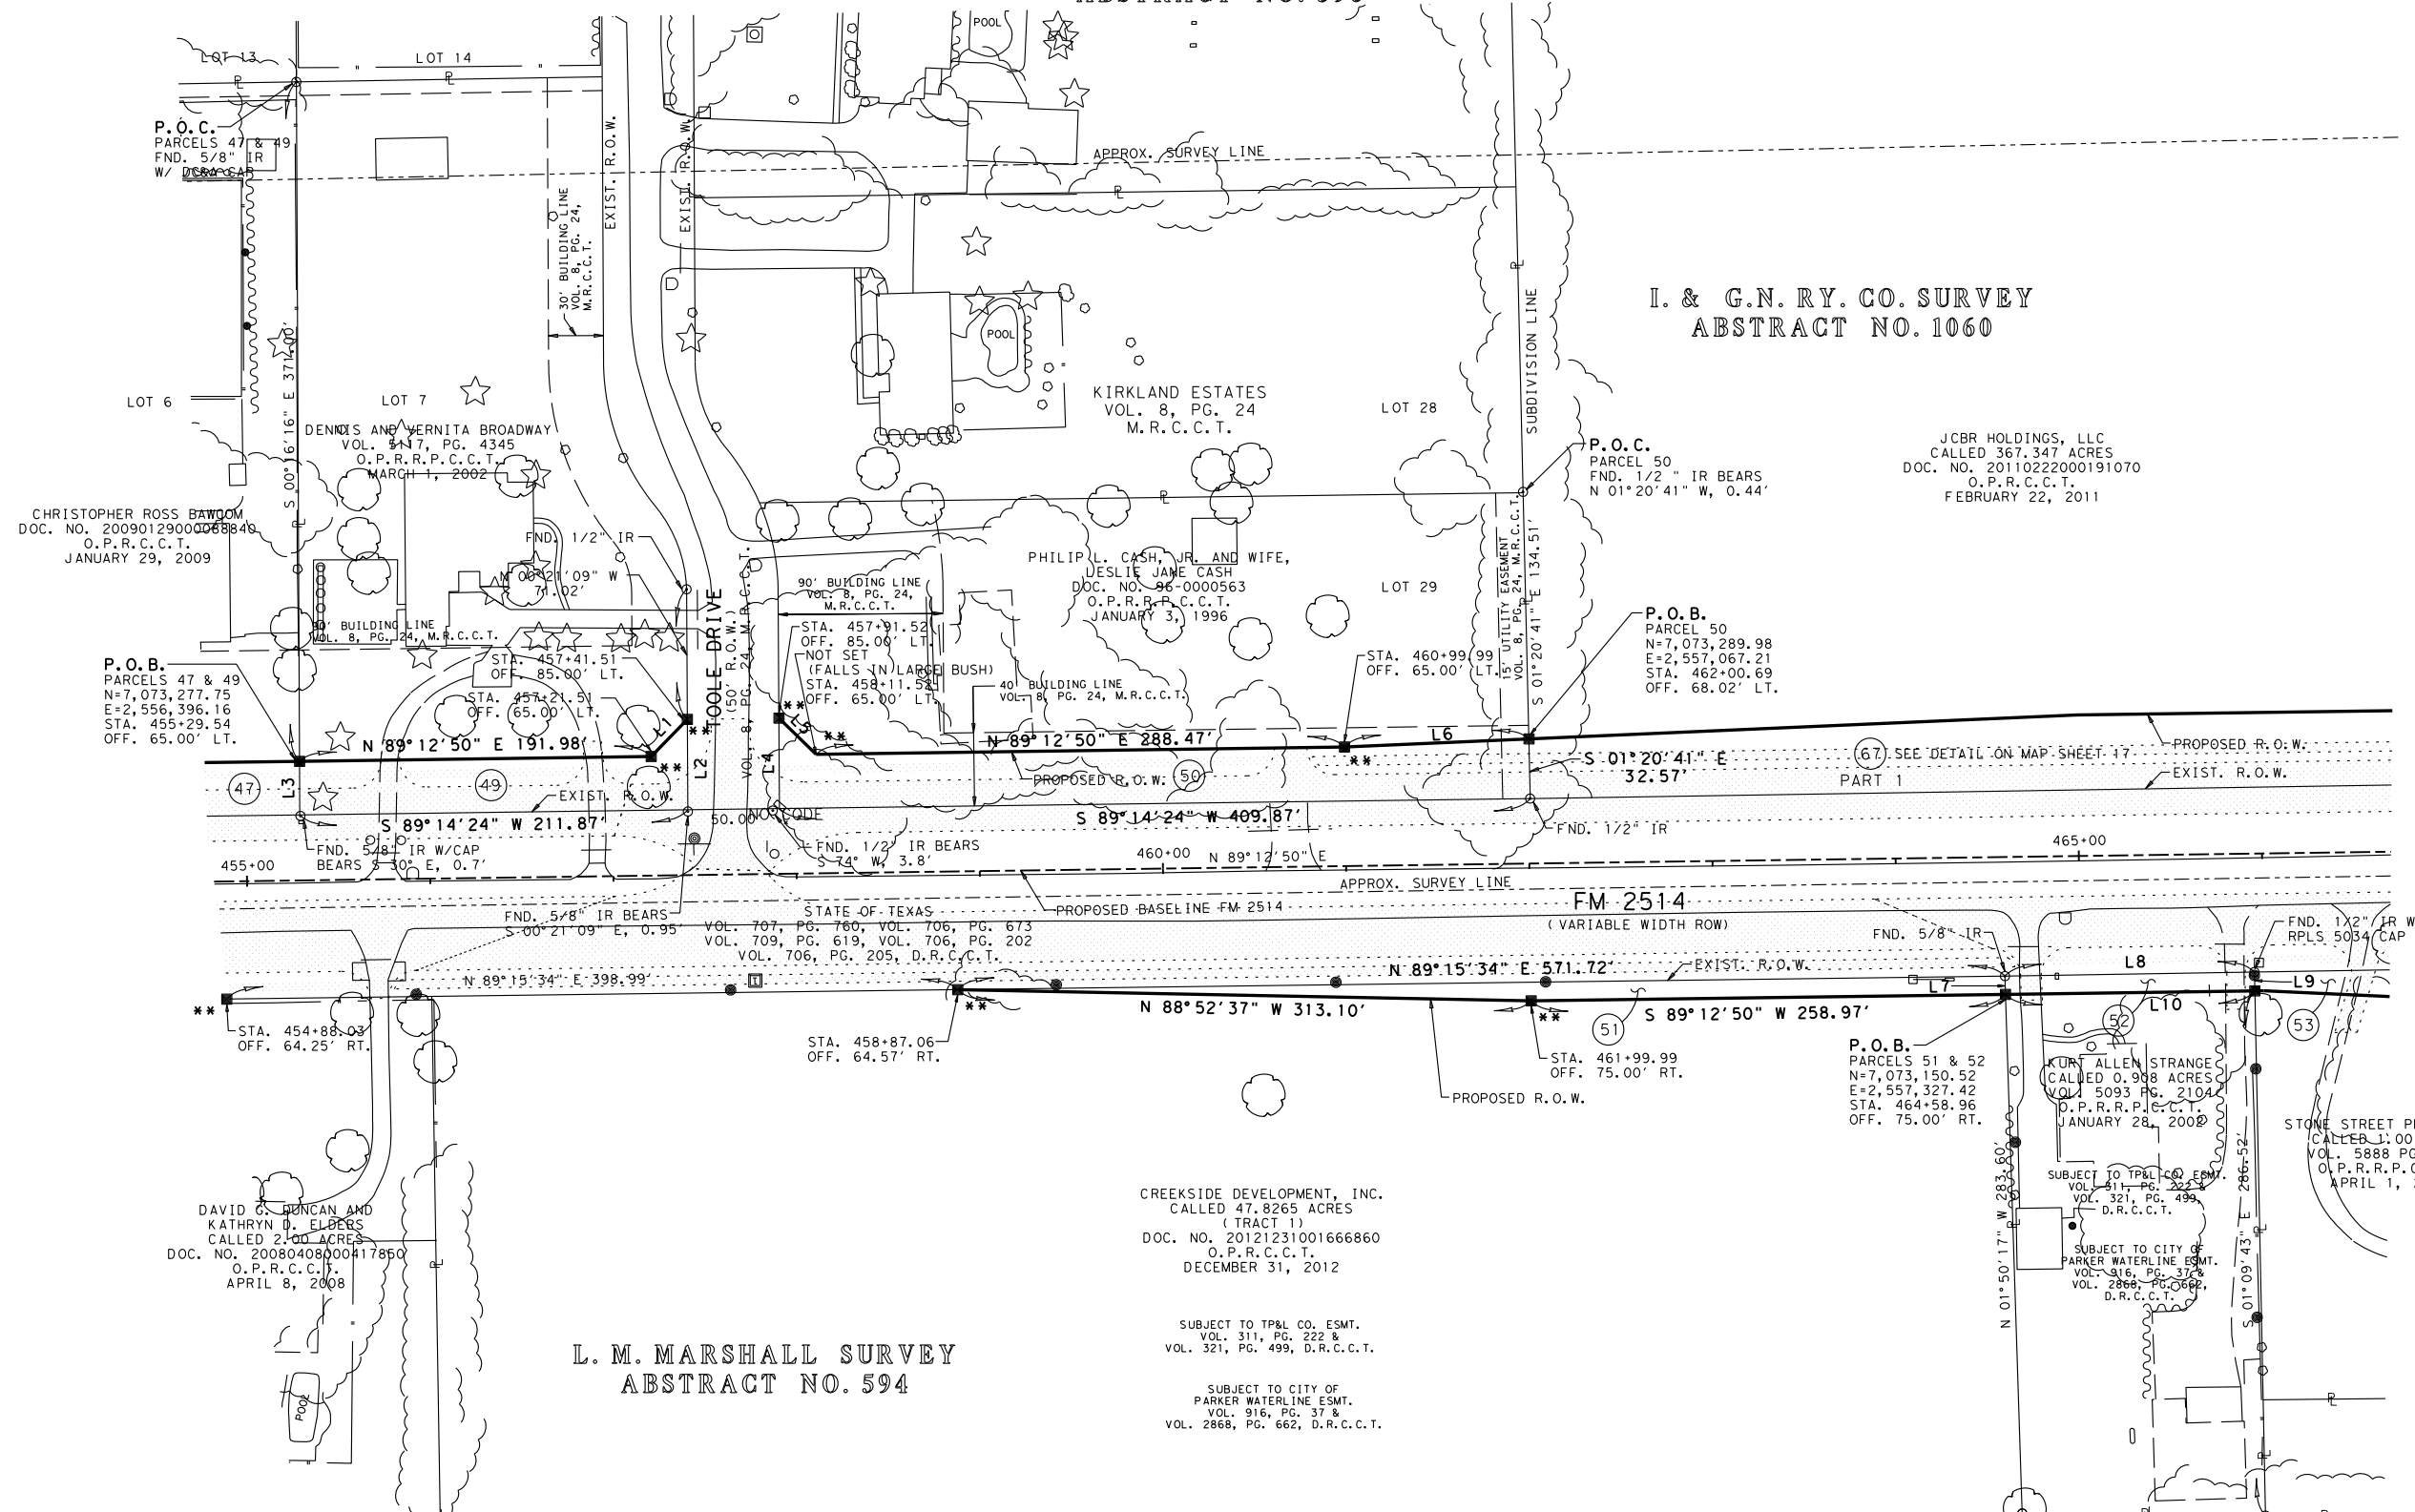 LOT 13
LOT 14
POOL
P.O.C.
PARCELS 47 & 49
FND. 5/8" IR
W/ DC&A CAP
EXIST. R.O.W.
EXIST. R.O.W.
30' BUILDING LINE
VOL. 8, PG. 24,
M.R.C.C.T.
APPROX. SURVEY LINE
I. & G.N. RY. CO. SURVEY
ABSTRACT NO. 1060
POOL
SUBDIVISION LINE
KIRKLAND ESTATES
VOL. 8, PG. 24
M.R.C.C.T.
LOT 28
LOT 6
LOT 7
S 00°16'16" E 371.00'
DENNIS AND VERNITA BROADWAY
VOL. 5117, PG. 4345
O.P.R.R.P.C.C.T.
MARCH 1, 2002
P.O.C.
PARCEL 50
FND. 1/2 " IR BEARS
N 01°20'41" W, 0.44'
JCBR HOLDINGS, LLC
CALLED 367.347 ACRES
DOC. NO. 20110222000191070
O.P.R.C.C.T.
FEBRUARY 22, 2011
CHRISTOPHER ROSS BAWCOM
DOC. NO. 20090129000088840
O.P.R.C.C.T.
JANUARY 29, 2009
FND. 1/2" IR
N 00°21'09" W
71.02'
90' BUILDING LINE
VOL. 8, PG. 24,
M.R.C.C.T.
PHILIP L. CASH, JR. AND WIFE,
LESLIE JANE CASH
DOC. NO. 96-0000563
O.P.R.R.P.C.C.T.
JANUARY 3, 1996
LOT 29
15' UTILITY EASEMENT
VOL. 8, PG. 24, M.R.C.C.T.
S 01°20'41" E 134.51'
P.O.B.
PARCEL 50
N=7,073,289.98
E=2,557,067.21
STA. 462+00.69
OFF. 68.02' LT.
30' BUILDING LINE
VOL. 8, PG. 24, M.R.C.C.T.
TOOLE DRIVE
(50' R.O.W.)
VOL. 8, PG. 24, M.R.C.C.T.
STA. 457+91.52
OFF. 85.00' LT.
NOT SET
(FALLS IN LARGE BUSH)
STA. 458+11.52
OFF. 65.00' LT.
STA. 460+99.99
OFF. 65.00' LT.
P.O.B.
PARCELS 47 & 49
N=7,073,277.75
E=2,556,396.16
STA. 455+29.54
OFF. 65.00' LT.
STA. 457+41.51
OFF. 85.00' LT.
STA. 457+21.51
OFF. 65.00' LT.
40' BUILDING LINE
VOL. 8, PG. 24, M.R.C.C.T.
L1
**
**
L5
**
**
N 89°12'50" E 191.98'
N 89°12'50" E 288.47'
L6
**
S 01°20'41" E
32.57'
67
SEE DETAIL ON MAP SHEET 17
PART 1
PROPOSED R.O.W.
EXIST. R.O.W.
47
L3
49
L2
L4
PROPOSED R.O.W.
50
EXIST. R.O.W.
S 89°14'24" W 211.87'
50.00'
NO CODE
S 89°14'24" W 409.87'
FND. 1/2" IR
FND. 5/8" IR W/CAP
BEARS S 30° E, 0.7'
FND. 1/2" IR BEARS
S 74° W, 3.8'
455+00
460+00
N 89°12'50" E
465+00
APPROX. SURVEY LINE
FM 2514
(VARIABLE WIDTH ROW)
PROPOSED BASELINE FM 2514
FND. 5/8" IR BEARS
S 00°21'09" E, 0.95'
STATE OF TEXAS
VOL. 707, PG. 760, VOL. 706, PG. 673
VOL. 709, PG. 619, VOL. 706, PG. 202
VOL. 706, PG. 205, D.R.C.C.T.
FND. 5/8" IR
FND. 1/2" IR W
RPLS 5034 CAP
N 89°15'34" E 398.99'
N 89°15'34" E 571.72'
EXIST. R.O.W.
L8
L7
L9
**
**
N 88°52'37" W 313.10'
**
51
S 89°12'50" W 258.97'
L10
52
53
STA. 454+88.03
OFF. 64.25' RT.
STA. 458+87.06
OFF. 64.57' RT.
STA. 461+99.99
OFF. 75.00' RT.
PROPOSED R.O.W.
P.O.B.
PARCELS 51 & 52
N=7,073,150.52
E=2,557,327.42
STA. 464+58.96
OFF. 75.00' RT.
KURT ALLEN STRANGE
CALLED 0.908 ACRES
VOL. 5093 PG. 2104
O.P.R.R.P.C.C.T.
JANUARY 28, 2002
STONE STREET
CALLED 1.00
VOL. 5888 PG
O.P.R.R.P.C
APRIL 1,
N 01°50'17" W 283.60'
SUBJECT TO TP&L CO. ESMT.
VOL. 311, PG. 222 &
VOL. 321, PG. 499,
D.R.C.C.T.
S 01°09'43" E 286.52'
SUBJECT TO CITY OF
PARKER WATERLINE ESMT.
VOL. 916, PG. 37 &
VOL. 2868, PG. 662,
D.R.C.C.T.
DAVID G. DUNCAN AND
KATHRYN D. ELDERS
CALLED 2.00 ACRES
DOC. NO. 20080408000417850
O.P.R.C.C.T.
APRIL 8, 2008
CREEKSIDE DEVELOPMENT, INC.
CALLED 47.8265 ACRES
(TRACT 1)
DOC. NO. 20121231001666860
O.P.R.C.C.T.
DECEMBER 31, 2012
SUBJECT TO TP&L CO. ESMT.
VOL. 311, PG. 222 &
VOL. 321, PG. 499, D.R.C.C.T.
L. M. MARSHALL SURVEY
ABSTRACT NO. 594
SUBJECT TO CITY OF
PARKER WATERLINE ESMT.
VOL. 916, PG. 37 &
VOL. 2868, PG. 662, D.R.C.C.T.
POOL